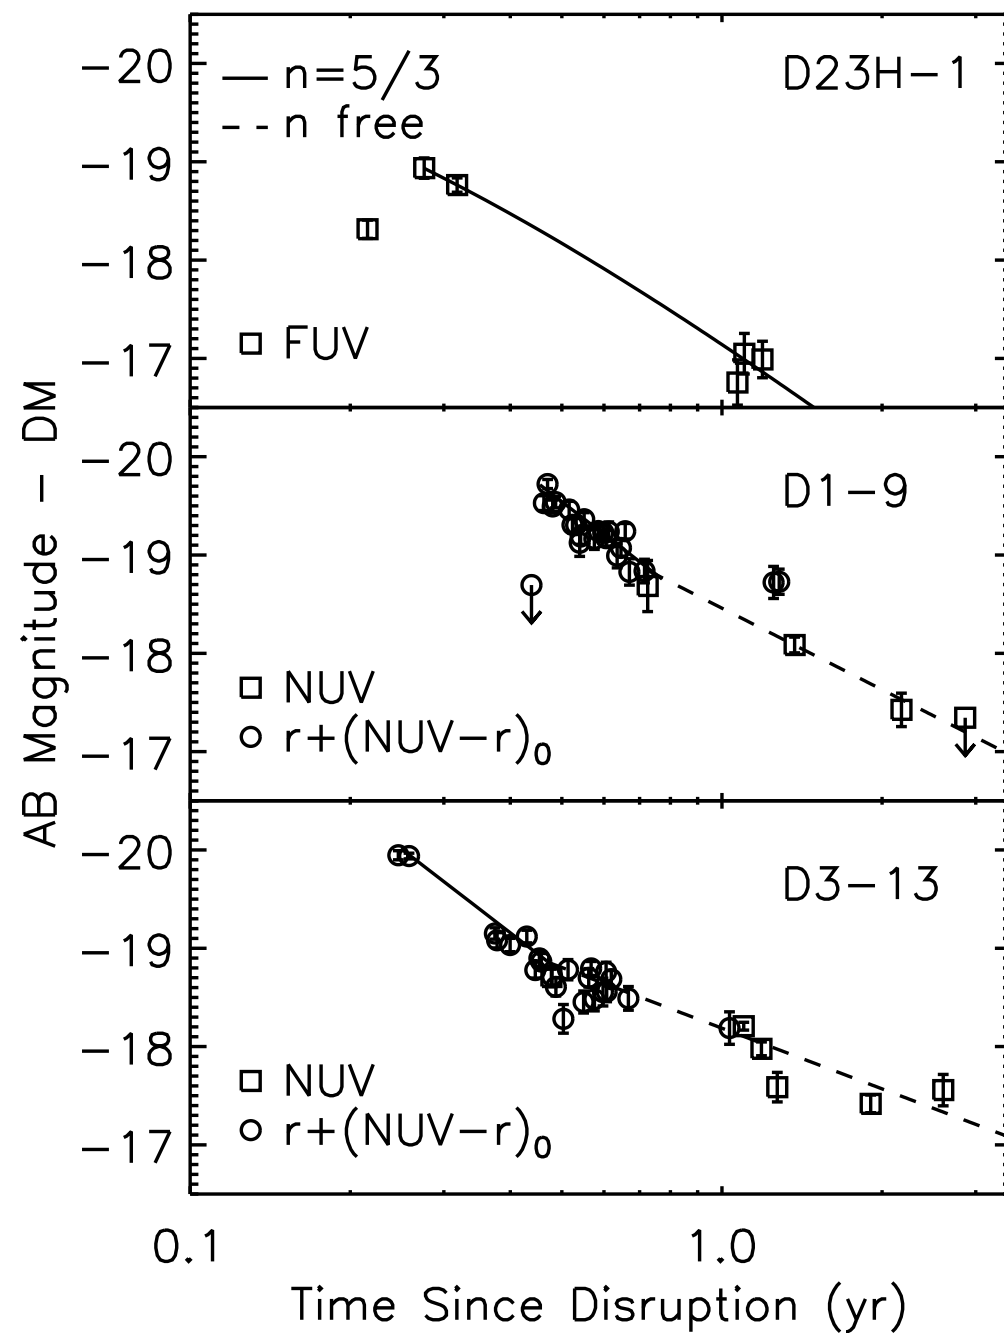 −20
−19
−18
−17
n=5/3
n free
D23H−1
FUV
−20
−19
−18
−17
D1−9
NUV
r+(NUV−r)₀
−20
−19
−18
−17
D3−13
NUV
r+(NUV−r)₀
AB Magnitude − DM
0.1 1.0
Time Since Disruption (yr)